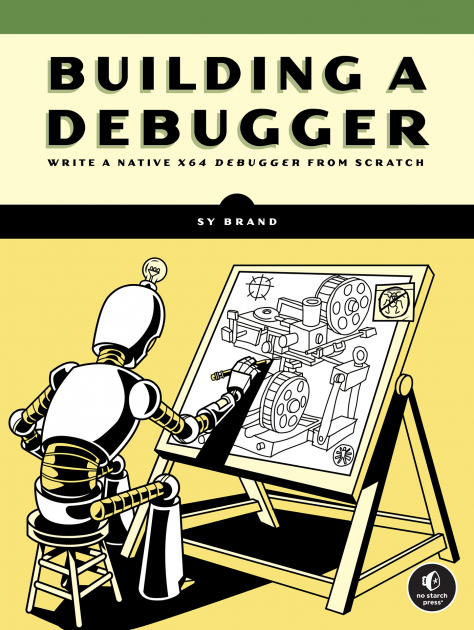 BUILDING A
DEBUGGER
WRITE A NATIVE X64 DEBUGGER FROM SCRATCH
SY BRAND
no starch
press®